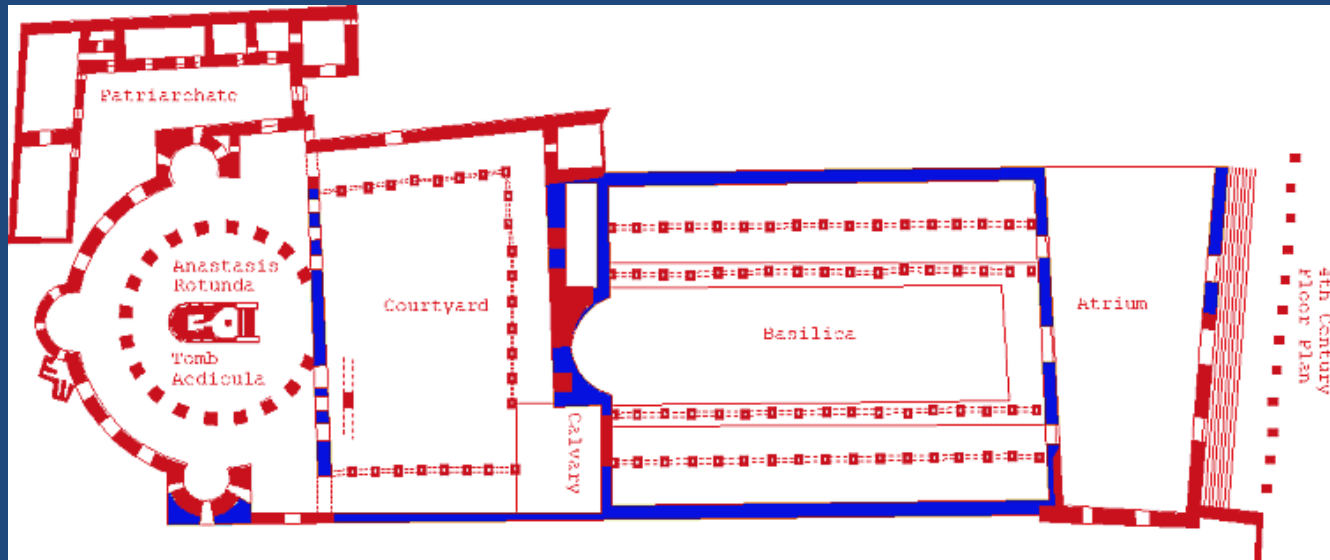 Patriarchate
Anastasis
Rotunda
Tomb
Aedicula
Courtyard
Calvary
Basilica
Atrium
4th Century
Floor Plan